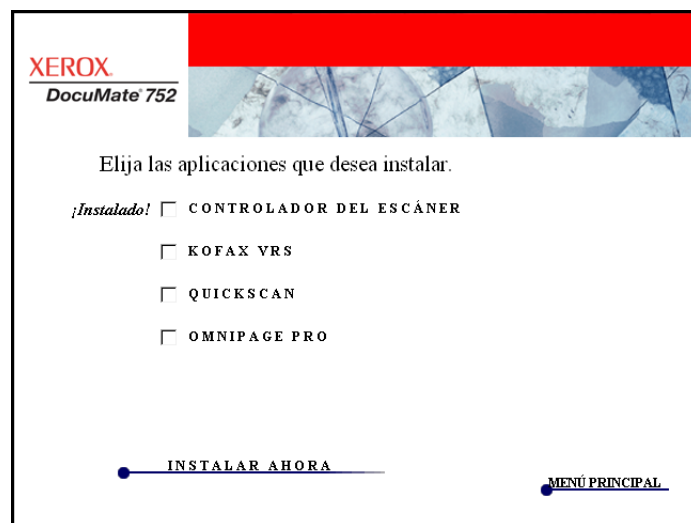 XEROX.
DocuMate® 752
Elija las aplicaciones que desea instalar.
¡Instalado! CONTROLADOR DEL ESCÁNER
KOFAX VRS
QUICKSCAN
OMNIPAGE PRO
INSTALAR AHORA
MENÚ PRINCIPAL